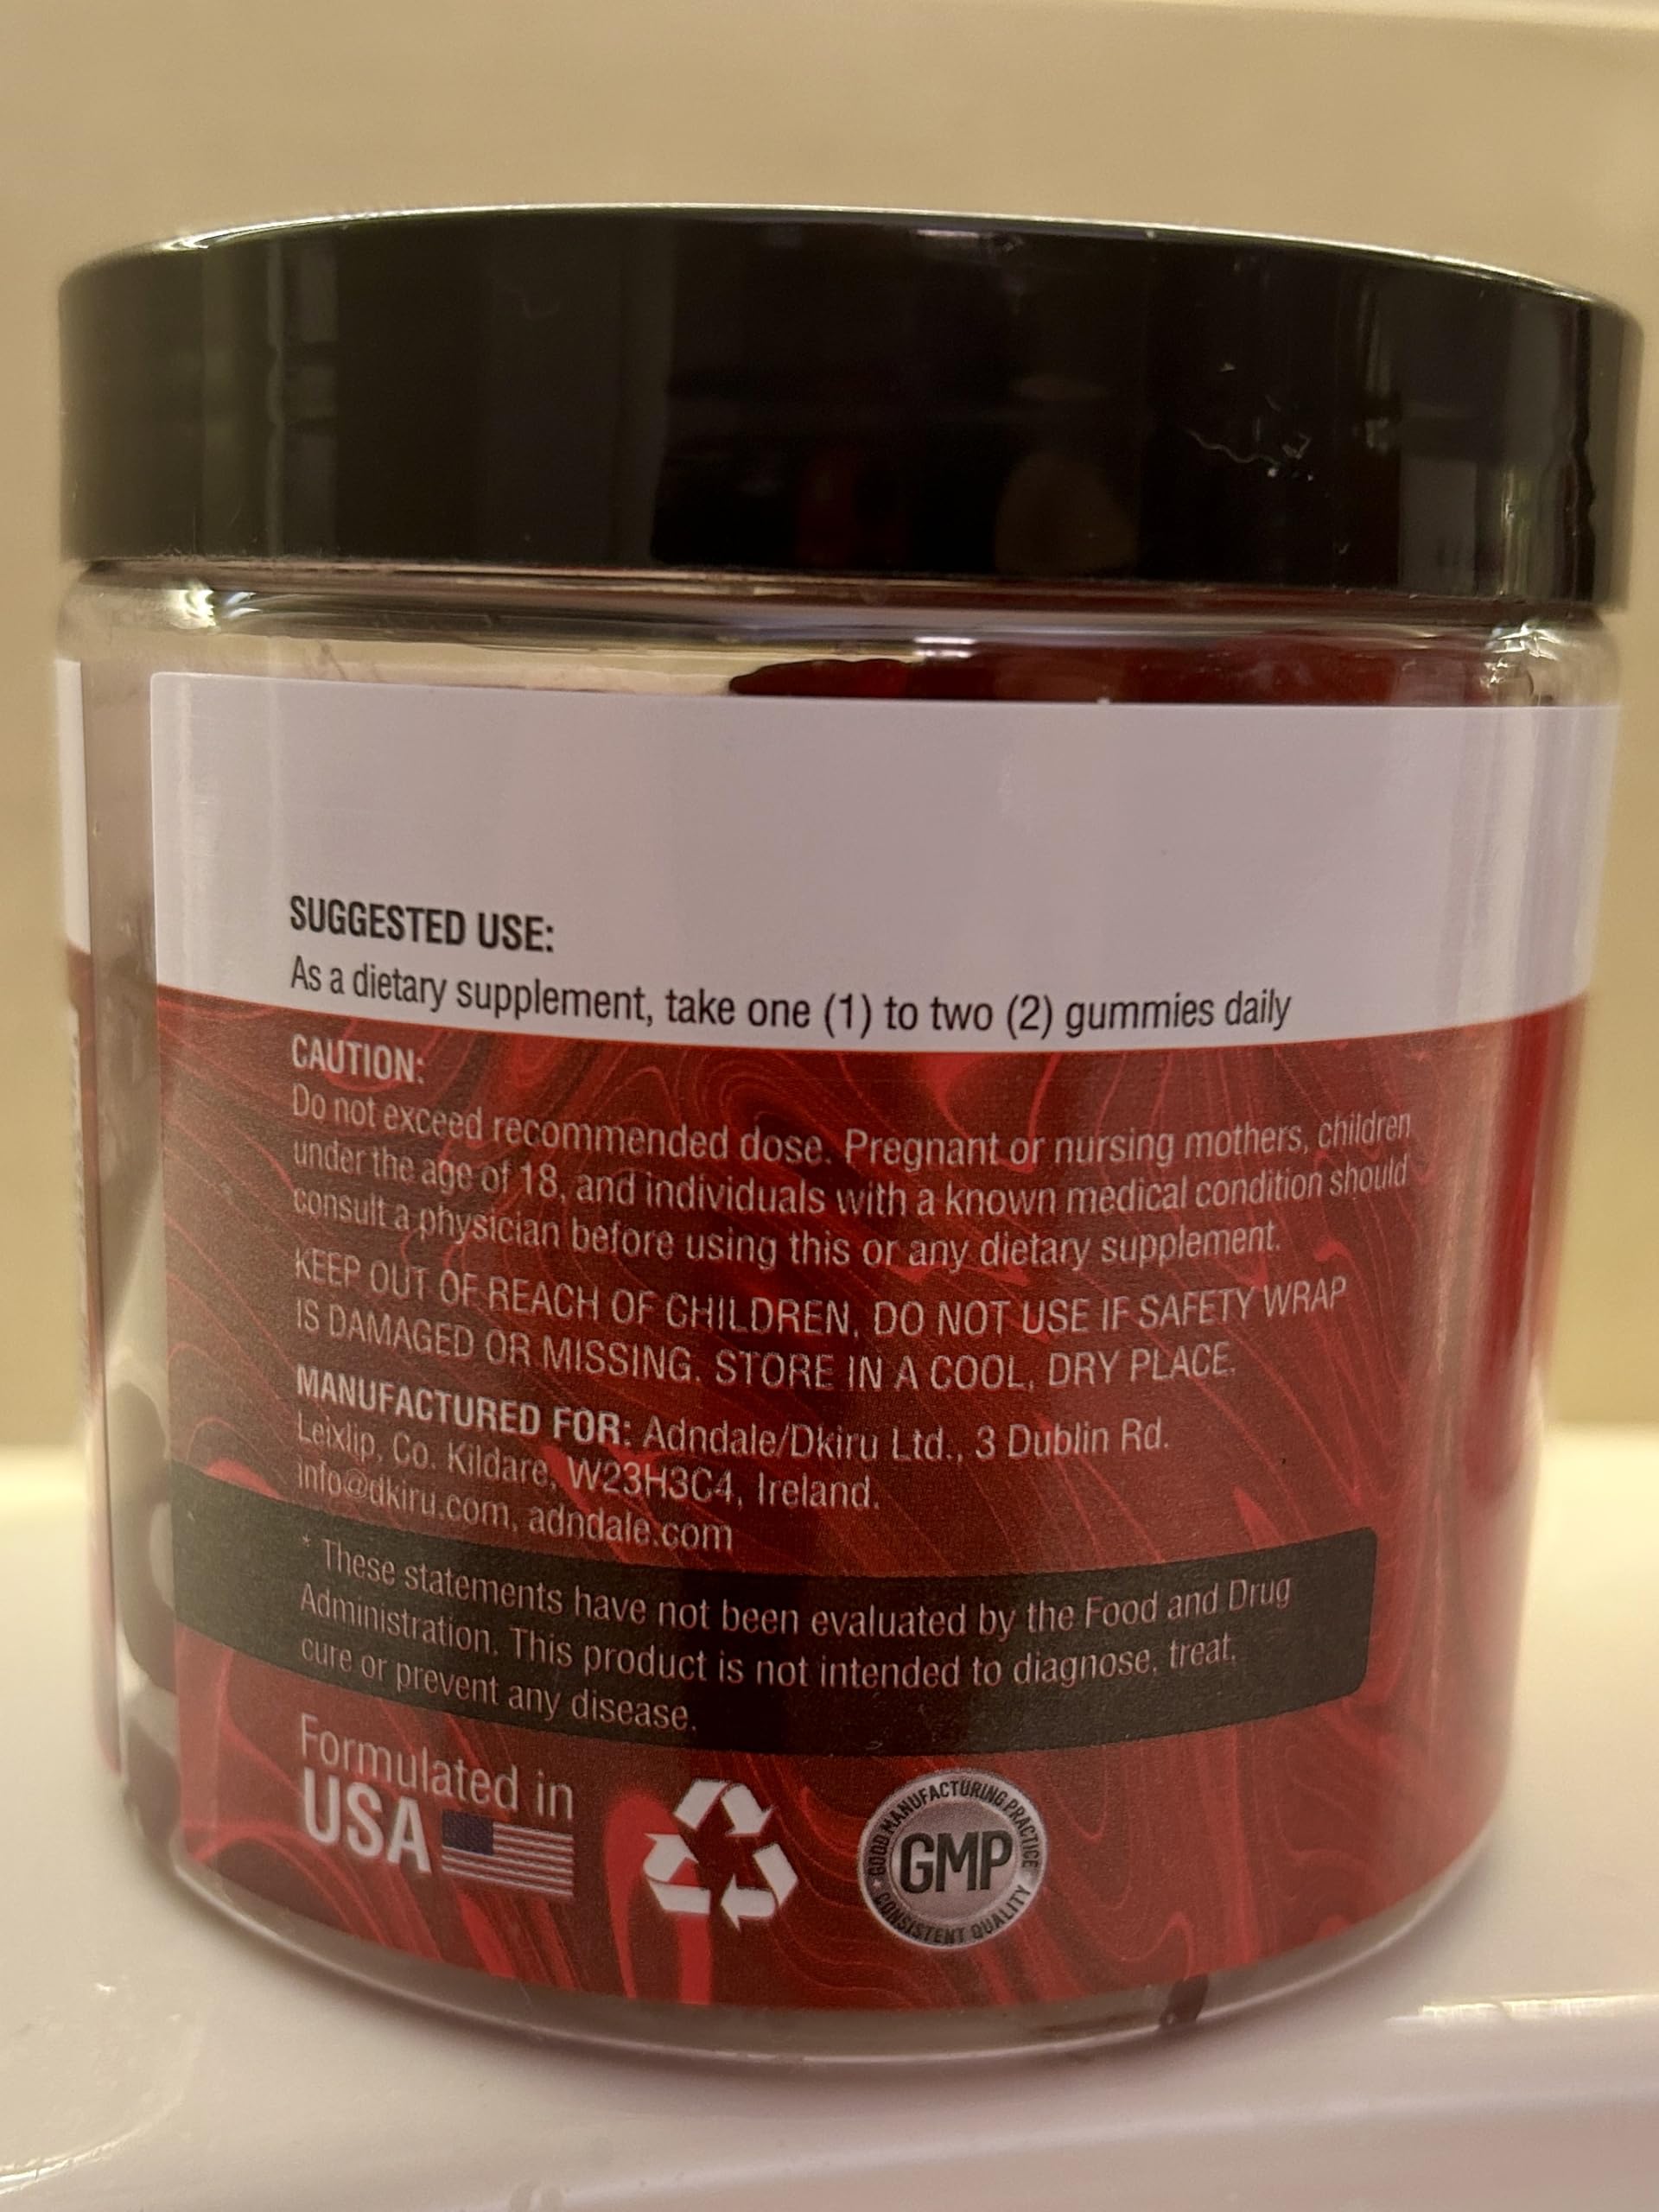 SUGGESTED USE:
As a dietary supplement, take one (1) to two (2) gummies daily
CAUTION:
Do not exceed recommended dose. Pregnant or nursing mothers, children
under the age of 18, and individuals with a known medical condition should
consult a physician before using this or any dietary supplement.
KEEP OUT OF REACH OF CHILDREN. DO NOT USE IF SAFETY WRAP
IS DAMAGED OR MISSING. STORE IN A COOL, DRY PLACE.
MANUFACTURED FOR: Adndale/Dkiru Ltd., 3 Dublin Rd.
Leixlip, Co. Kildare, W23H3C4, Ireland.
info@dkiru.com, adndale.com
* These statements have not been evaluated by the Food and Drug
Administration. This product is not intended to diagnose, treat,
cure or prevent any disease.
Formulated in
USA
GOOD MANUFACTURING PRACTICE
GMP
CONSISTENT QUALITY